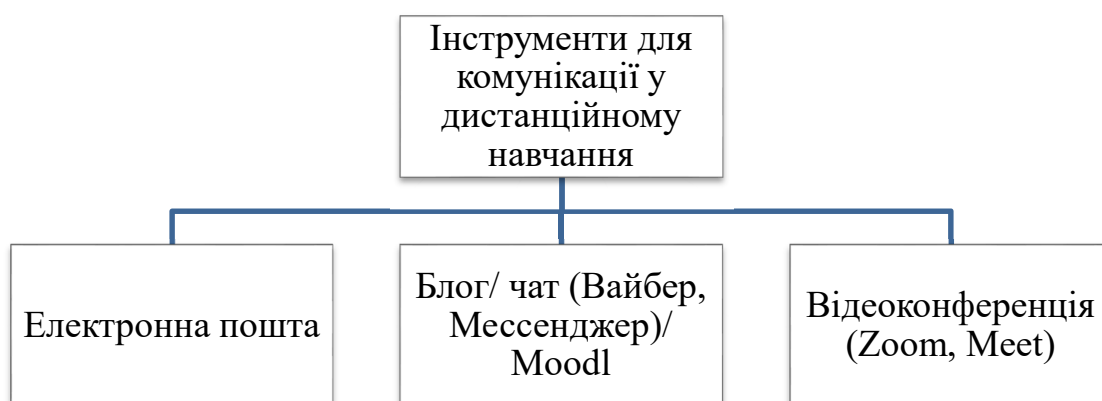 Інструменти для
комунікації у
дистанційному
навчання
Електронна пошта
Блог/ чат (Вайбер,
Мессенджер)/
Moodl
Відеоконференція
(Zoom, Meet)